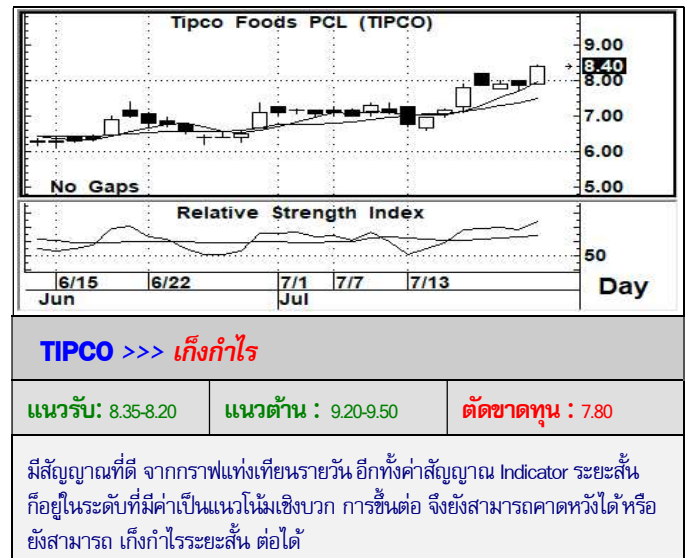 Tipco Foods PCL (TIPCO)
9.00
8.40
8.00
7.00
6.00
5.00
No Gaps
Relative Strength Index
50
6/15 6/22 7/1 7/7 7/13
Jun Jul
Day
TIPCO >>> เก็งกำไร
แนวรับ: 8.35-8.20 แนวต้าน : 9.20-9.50 ตัดขาดทุน : 7.80
มีสัญญาณที่ดี จากกราฟแท่งเทียนรายวัน อีกทั้งค่าสัญญาณ Indicator ระยะสั้น
ก็อยู่ในระดับที่มีค่าเป็นแนวโน้มเชิงบวก การขึ้นต่อ จึงยังสามารถคาดหวังได้ หรือ
ยังสามารถ เก็งกำไรระยะสั้น ต่อได้